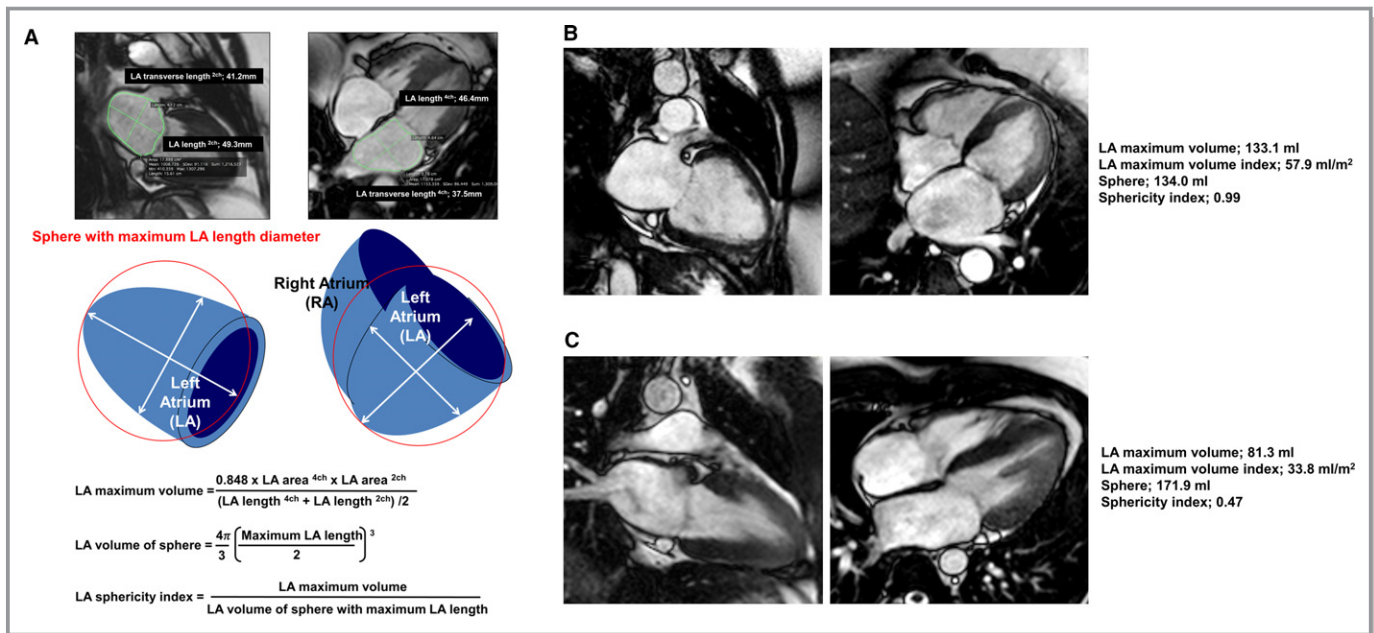 A
LA transverse length 2ch; 41.2mm
LA length 2ch; 49.3mm
LA length 4ch; 46.4mm
LA transverse length 4ch; 37.5mm
Sphere with maximum LA length diameter
Left
Atrium
(LA)
Right Atrium
(RA)
Left
Atrium
(LA)
LA maximum volume = 0.848 x LA area 4ch x LA area 2ch
(LA length 4ch + LA length 2ch) /2
LA volume of sphere = 4π/3 (Maximum LA length/2)3
LA sphericity index = LA maximum volume
LA volume of sphere with maximum LA length
B
LA maximum volume; 133.1 ml
LA maximum volume index; 57.9 ml/m2
Sphere; 134.0 ml
Sphericity index; 0.99
C
LA maximum volume; 81.3 ml
LA maximum volume index; 33.8 ml/m2
Sphere; 171.9 ml
Sphericity index; 0.47